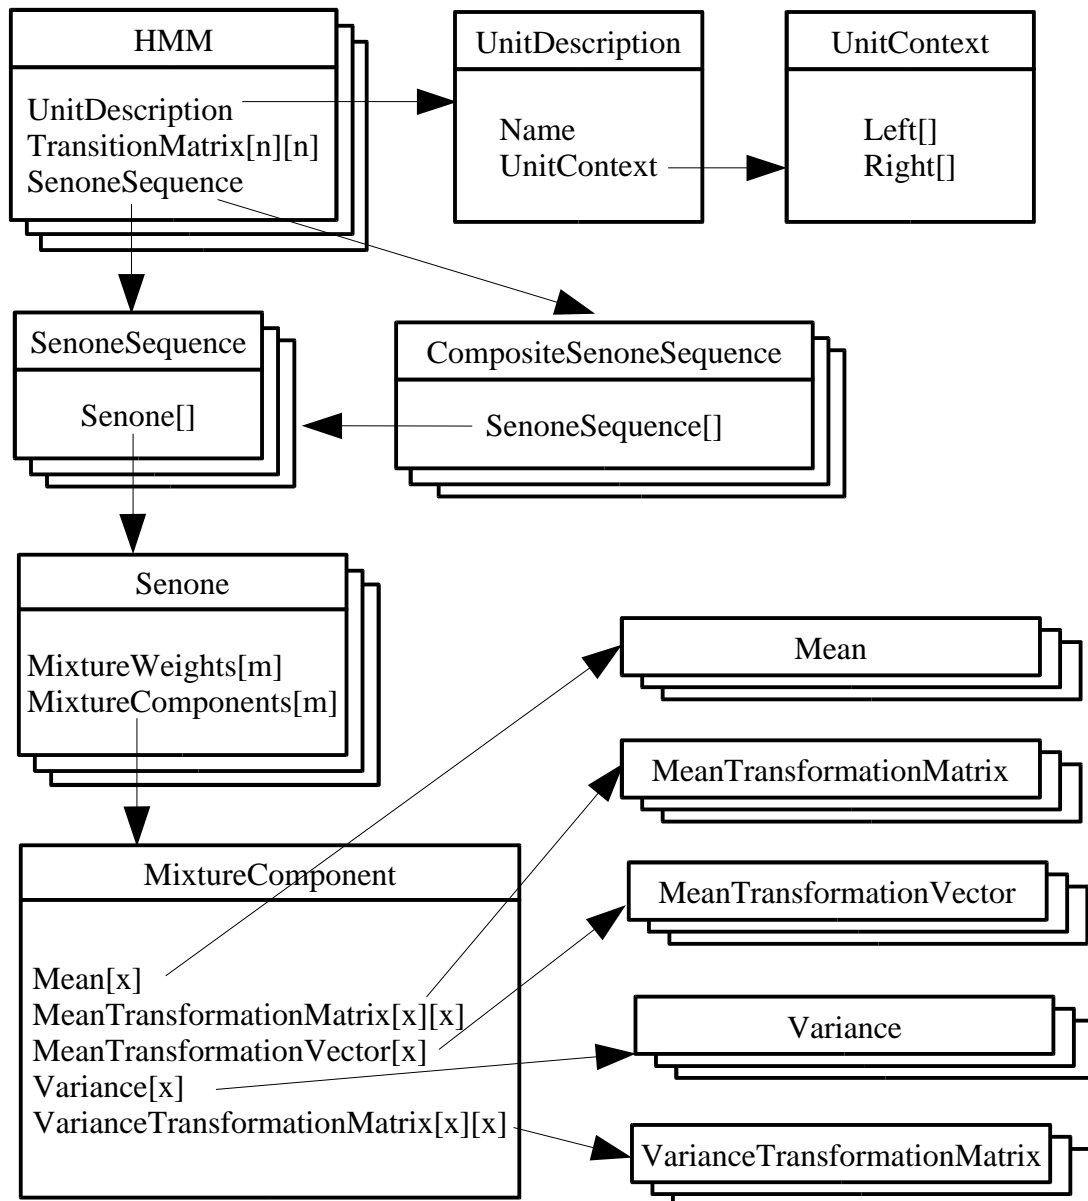 HMM
UnitDescription
TransitionMatrix[n][n]
SenoneSequence
UnitDescription
Name
UnitContext
UnitContext
Left[]
Right[]
SenoneSequence
Senone[]
CompositeSenoneSequence
SenoneSequence[]
Senone
MixtureWeights[m]
MixtureComponents[m]
MixtureComponent
Mean[x]
MeanTransformationMatrix[x][x]
MeanTransformationVector[x]
Variance[x]
VarianceTransformationMatrix[x][x]
Mean
MeanTransformationMatrix
MeanTransformationVector
Variance
VarianceTransformationMatrix